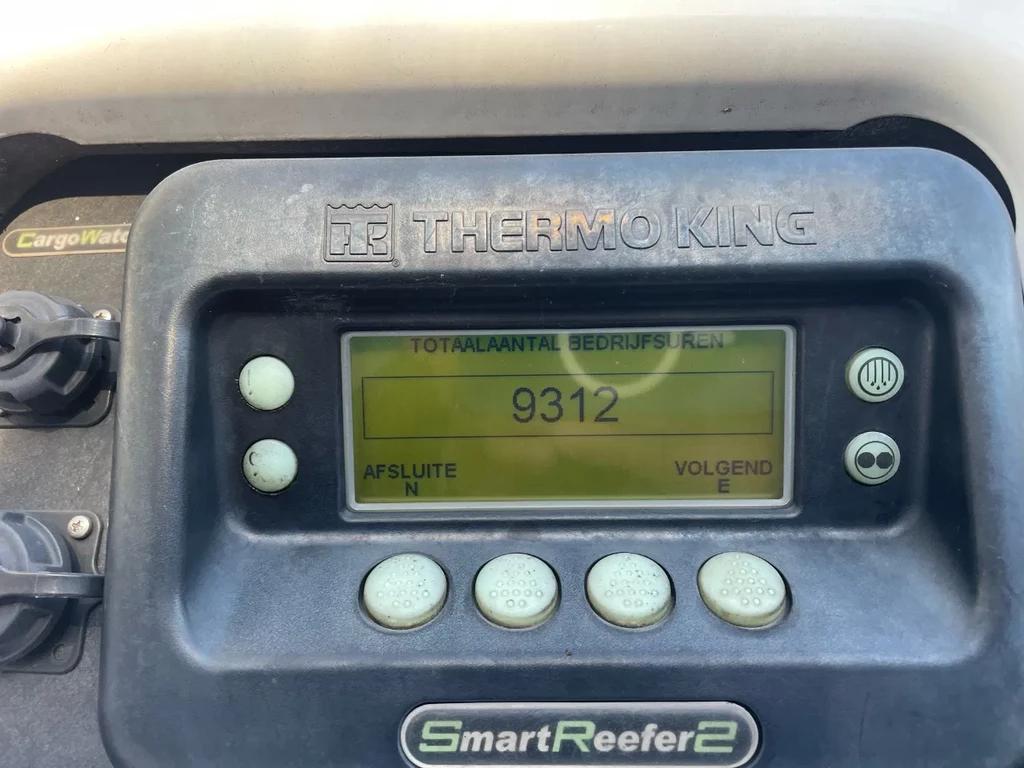 THERMO KING
CargoWatc
TOTAALAANTAL BEDRIJFSUREN
9312
AFSLUITE
N
VOLGEND
E
SmartReefer2